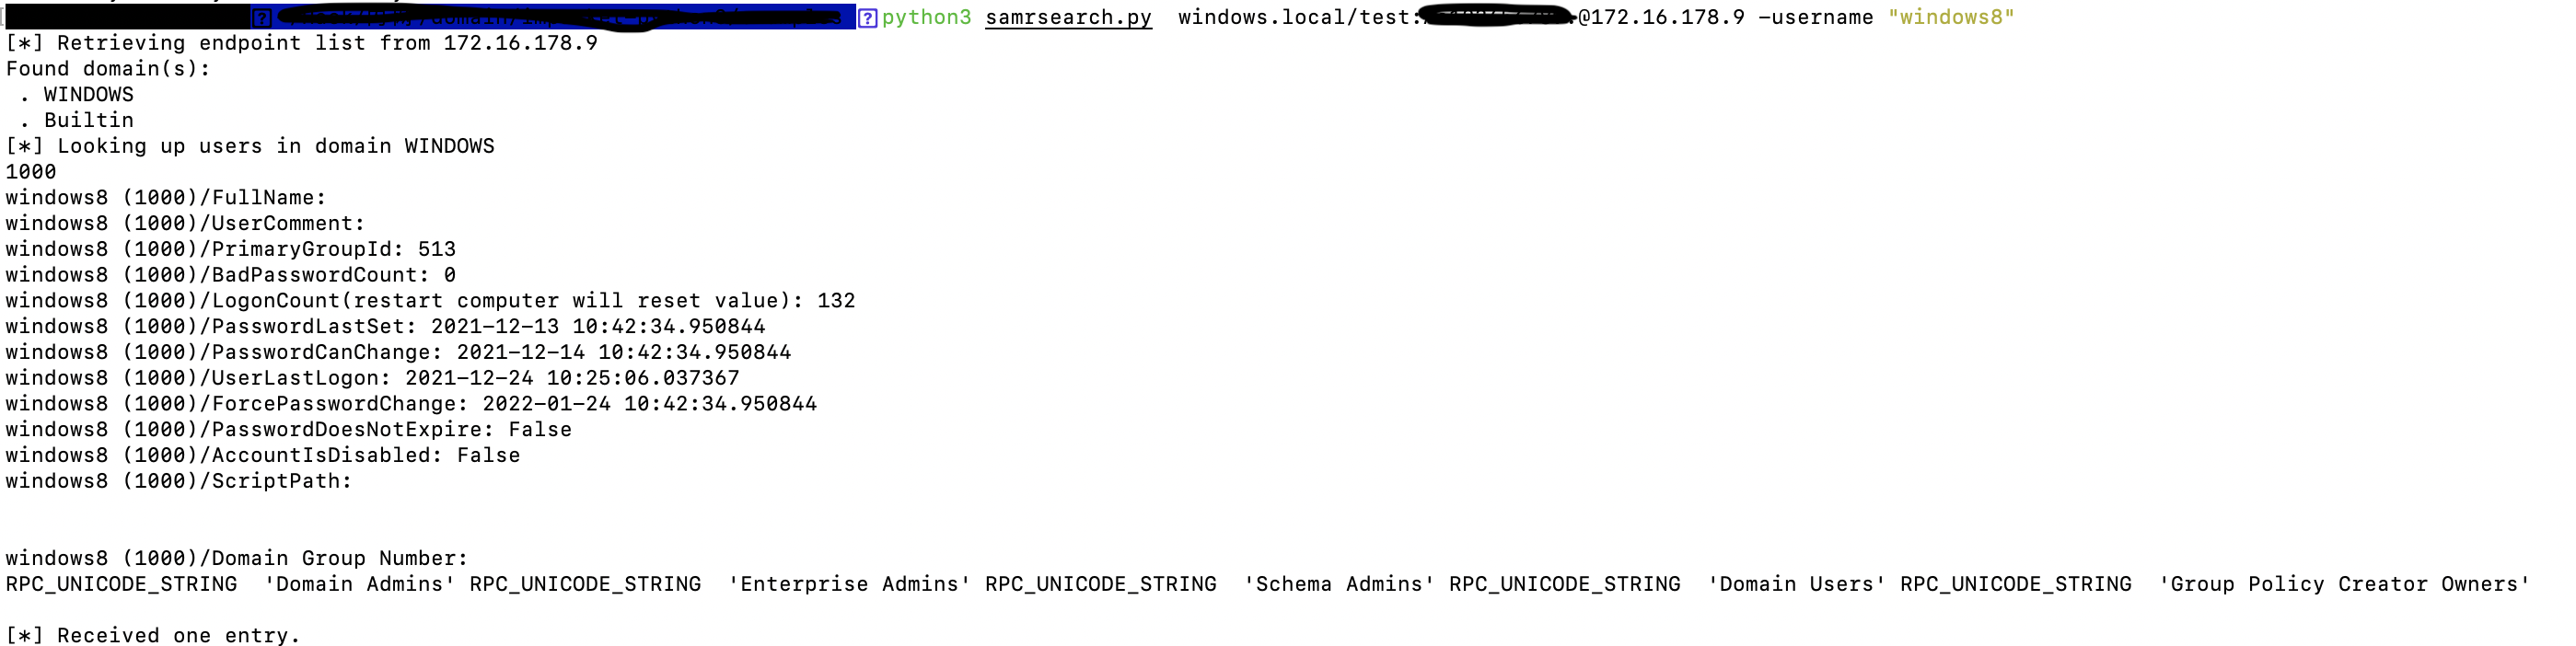 python3 samrsearch.py windows.local/test: @172.16.178.9 -username "windows8"
[*] Retrieving endpoint list from 172.16.178.9
Found domain(s):
. WINDOWS
. Builtin
[*] Looking up users in domain WINDOWS
1000
windows8 (1000)/FullName:
windows8 (1000)/UserComment:
windows8 (1000)/PrimaryGroupId: 513
windows8 (1000)/BadPasswordCount: 0
windows8 (1000)/LogonCount(restart computer will reset value): 132
windows8 (1000)/PasswordLastSet: 2021-12-13 10:42:34.950844
windows8 (1000)/PasswordCanChange: 2021-12-14 10:42:34.950844
windows8 (1000)/UserLastLogon: 2021-12-24 10:25:06.037367
windows8 (1000)/ForcePasswordChange: 2022-01-24 10:42:34.950844
windows8 (1000)/PasswordDoesNotExpire: False
windows8 (1000)/AccountIsDisabled: False
windows8 (1000)/ScriptPath:
windows8 (1000)/Domain Group Number:
RPC_UNICODE_STRING 'Domain Admins' RPC_UNICODE_STRING 'Enterprise Admins' RPC_UNICODE_STRING 'Schema Admins' RPC_UNICODE_STRING 'Domain Users' RPC_UNICODE_STRING 'Group Policy Creator Owners'
[*] Received one entry.